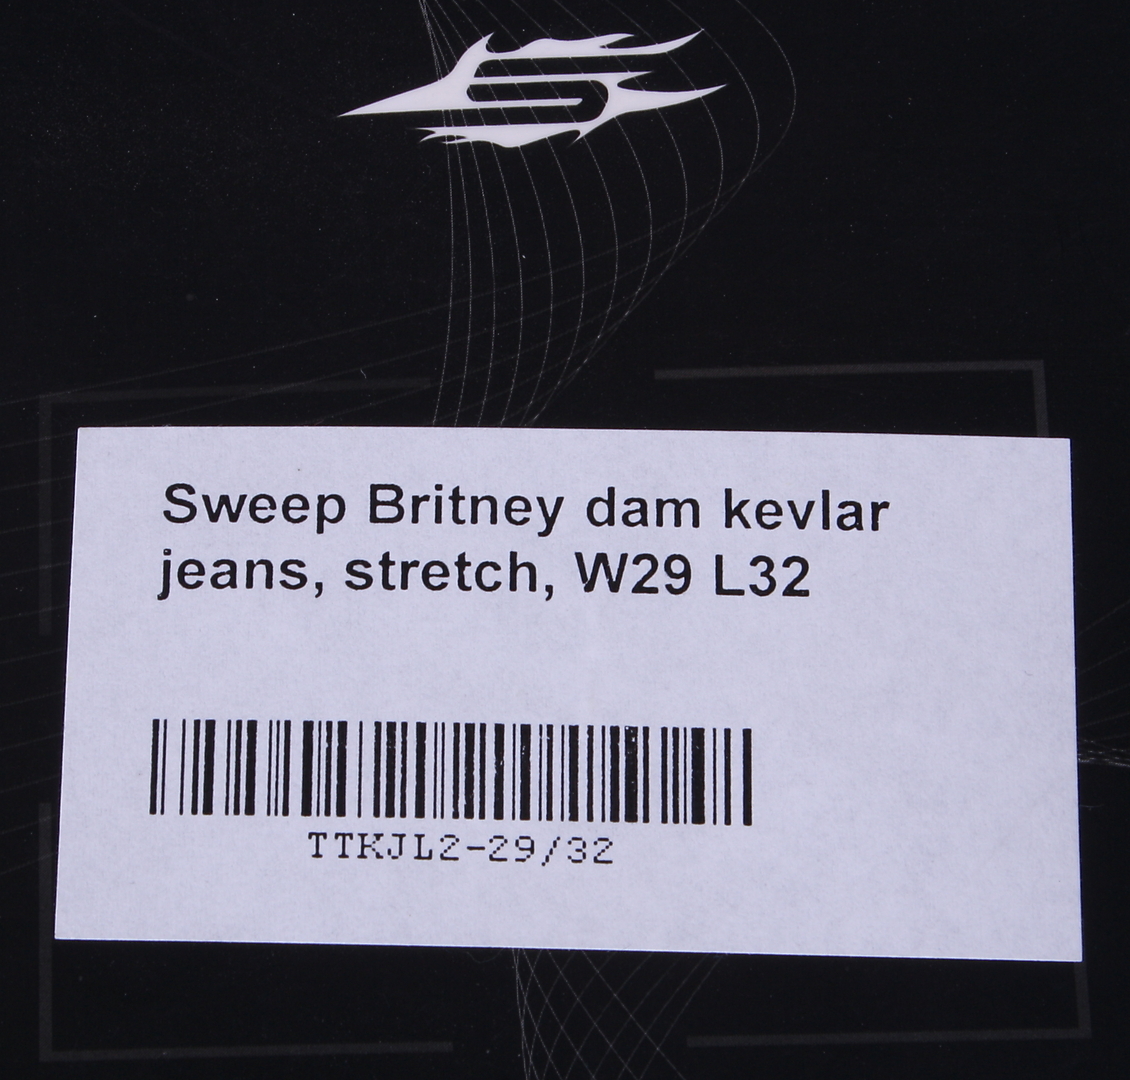 Sweep Britney dam kevlar
jeans, stretch, W29 L32
TTKJL2-29/32